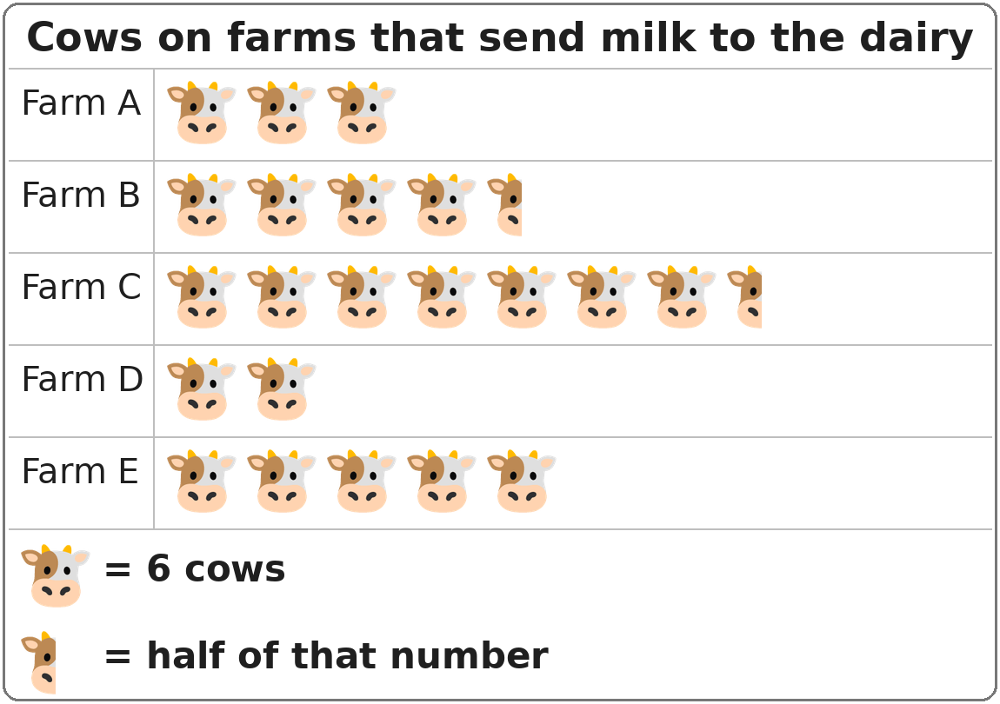 Cows on farms that send milk to the dairy
Farm A
Farm B
Farm C
Farm D
Farm E
= 6 cows
= half of that number